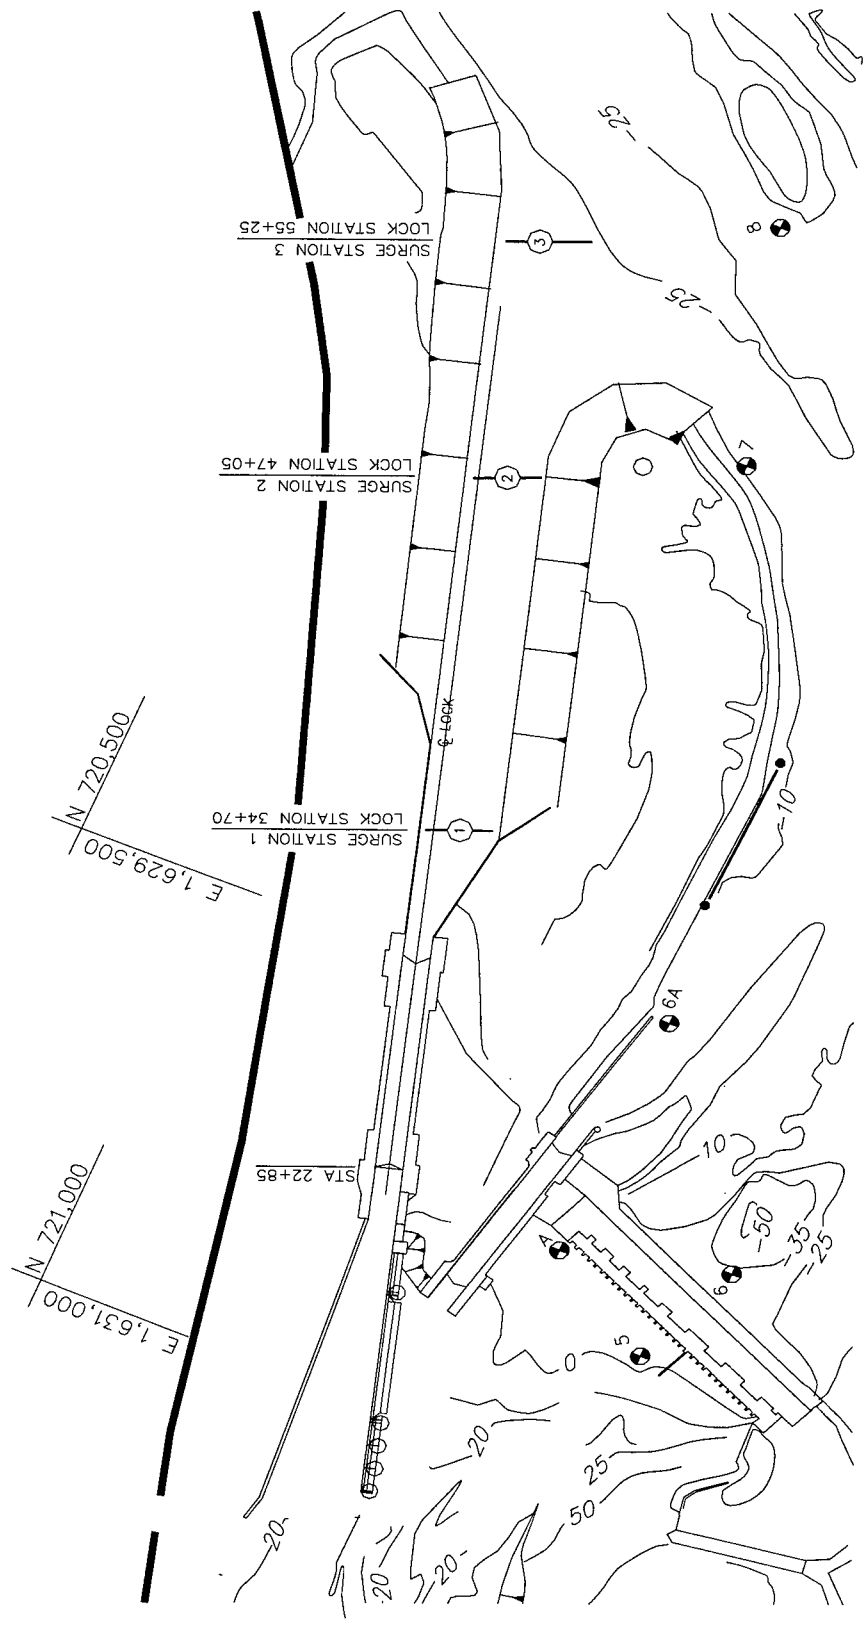 -25
8
SURGE STATION 3
LOCK STATION 55+25
3
-25
7
SURGE STATION 2
LOCK STATION 47+05
2
℄ LOCK
N 720,500
E 1,629,500
SURGE STATION 1
LOCK STATION 34+70
1
-10
6A
STA 22+85
10
N 721,000
E 1,631,000
A
-50
-35
-25
6
5
0
-20
25
50
20-
-20
-20-